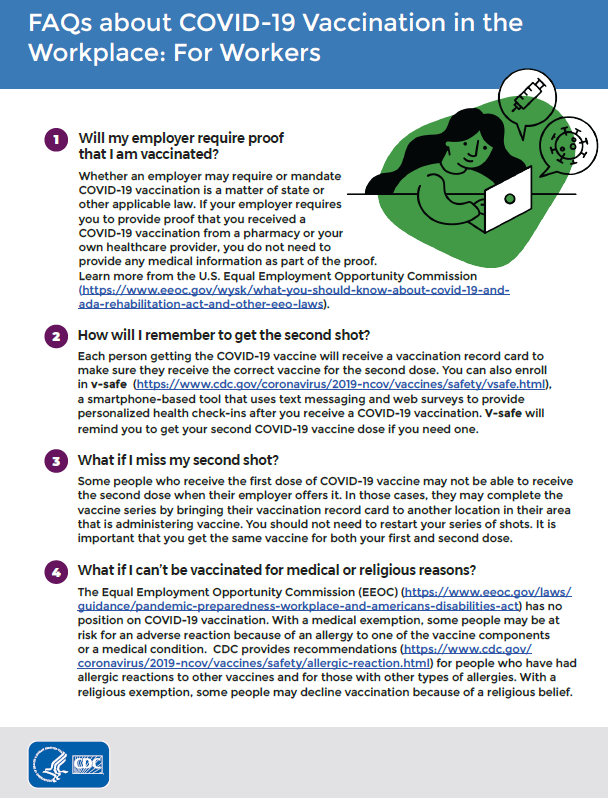 FAQs about COVID-19 Vaccination in the
Workplace: For Workers
1
Will my employer require proof
that I am vaccinated?
Whether an employer may require or mandate
COVID-19 vaccination is a matter of state or
other applicable law. If your employer requires
you to provide proof that you received a
COVID-19 vaccination from a pharmacy or your
own healthcare provider, you do not need to
provide any medical information as part of the proof.
Learn more from the U.S. Equal Employment Opportunity Commission
(https://www.eeoc.gov/wysk/what-you-should-know-about-covid-19-and-
ada-rehabilitation-act-and-other-eeo-laws).
2
How will I remember to get the second shot?
Each person getting the COVID-19 vaccine will receive a vaccination record card to
make sure they receive the correct vaccine for the second dose. You can also enroll
in v-safe (https://www.cdc.gov/coronavirus/2019-ncov/vaccines/safety/vsafe.html),
a smartphone-based tool that uses text messaging and web surveys to provide
personalized health check-ins after you receive a COVID-19 vaccination. V-safe will
remind you to get your second COVID-19 vaccine dose if you need one.
3
What if I miss my second shot?
Some people who receive the first dose of COVID-19 vaccine may not be able to receive
the second dose when their employer offers it. In those cases, they may complete the
vaccine series by bringing their vaccination record card to another location in their area
that is administering vaccine. You should not need to restart your series of shots. It is
important that you get the same vaccine for both your first and second dose.
4
What if I can't be vaccinated for medical or religious reasons?
The Equal Employment Opportunity Commission (EEOC) (https://www.eeoc.gov/laws/
guidance/pandemic-preparedness-workplace-and-americans-disabilities-act) has no
position on COVID-19 vaccination. With a medical exemption, some people may be at
risk for an adverse reaction because of an allergy to one of the vaccine components
or a medical condition. CDC provides recommendations (https://www.cdc.gov/
coronavirus/2019-ncov/vaccines/safety/allergic-reaction.html) for people who have had
allergic reactions to other vaccines and for those with other types of allergies. With a
religious exemption, some people may decline vaccination because of a religious belief.
CDC